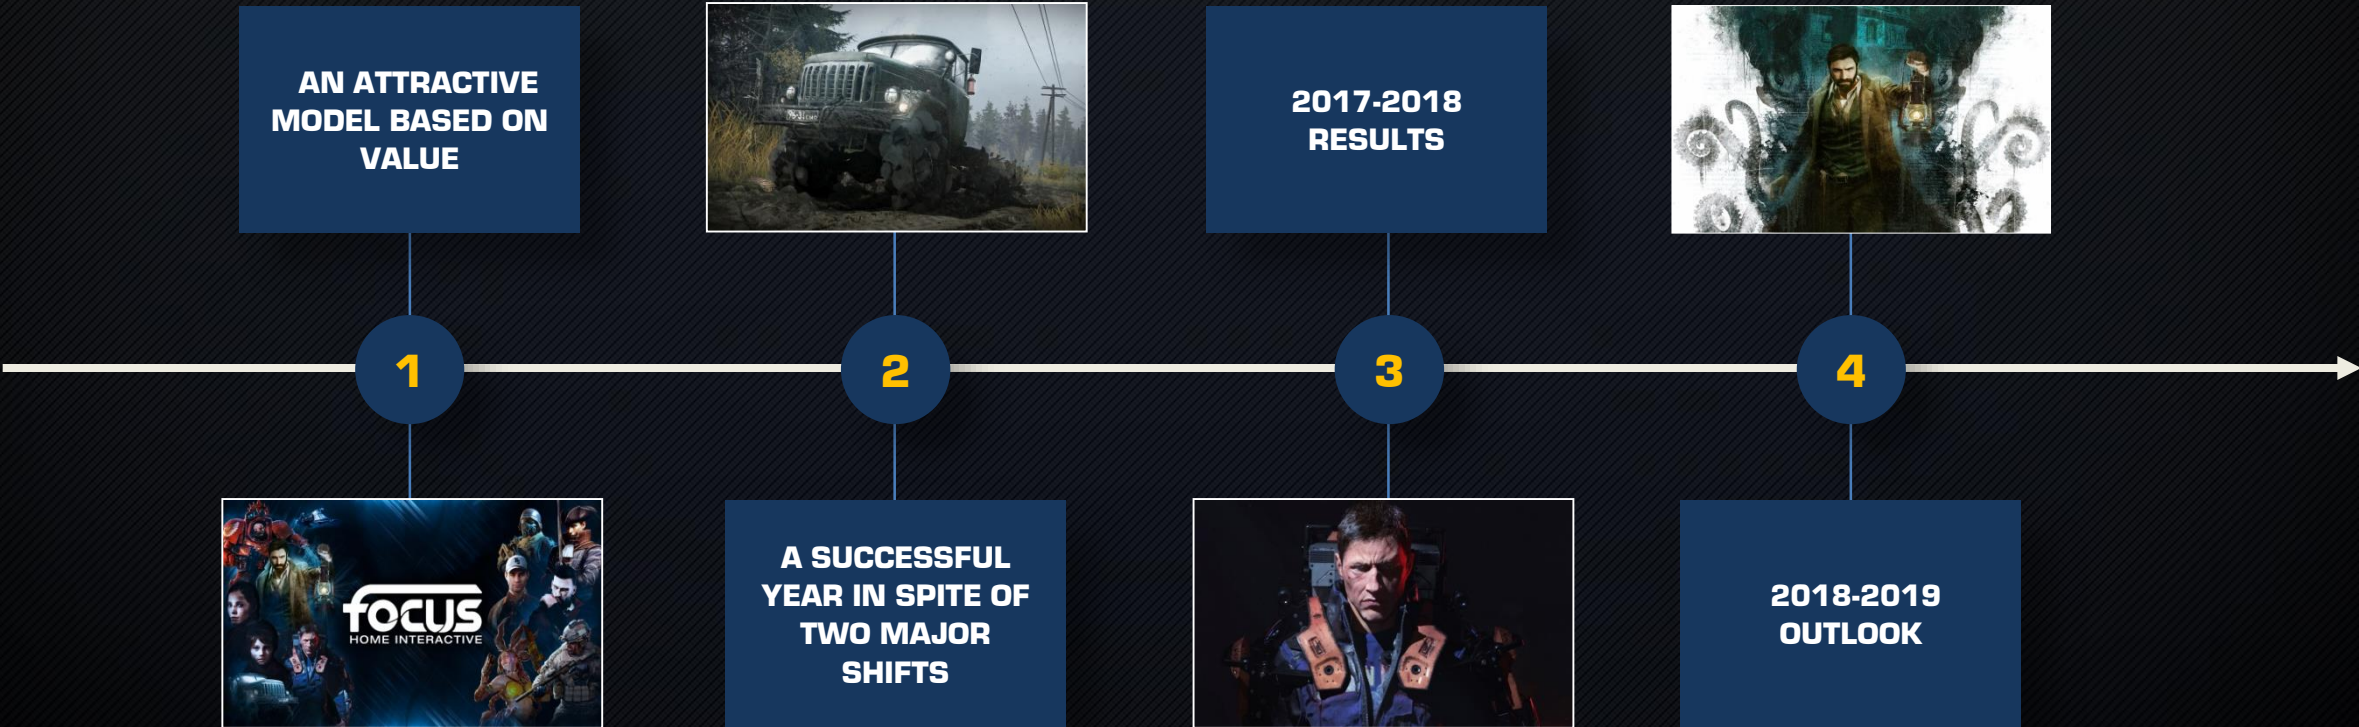 AN ATTRACTIVE
MODEL BASED ON
VALUE
2017-2018
RESULTS
1
2
3
4
FOCUS
HOME INTERACTIVE
A SUCCESSFUL
YEAR IN SPITE OF
TWO MAJOR
SHIFTS
2018-2019
OUTLOOK